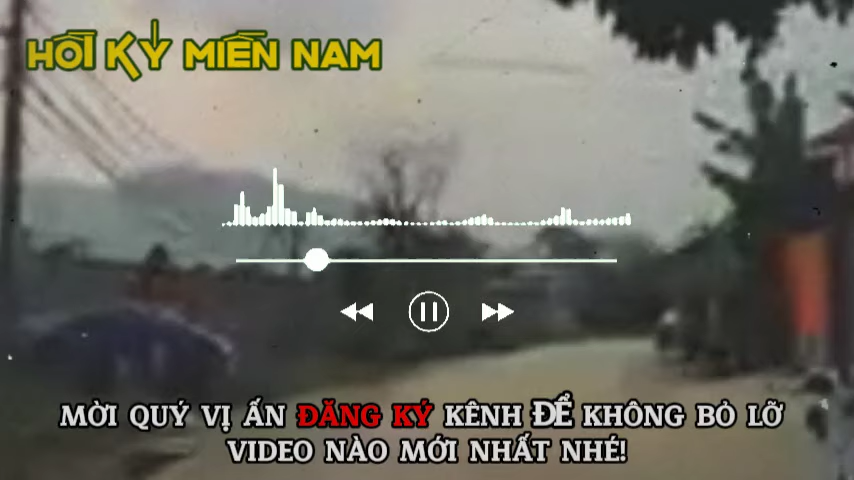 HỒI KÝ MIỀN NAM
MỜI QUÝ VỊ ẤN ĐĂNG KÝ KÊNH ĐỂ KHÔNG BỎ LỠ
VIDEO NÀO MỚI NHẤT NHÉ!